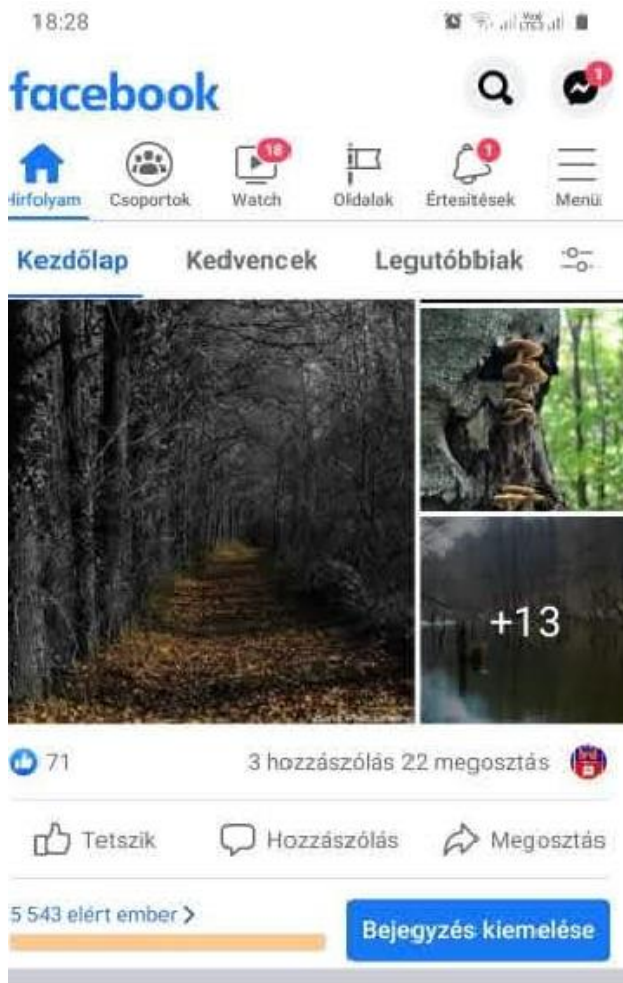 18:28
facebook
3
18
1
Hírfolyam Csoportok Watch Oldalak Értesítések Menü
Kezdőlap Kedvencek Legutóbbiak
+13
71 3 hozzászólás 22 megosztás
Tetszik Hozzászólás Megosztás
5 543 elért ember
Bejegyzés kiemelése